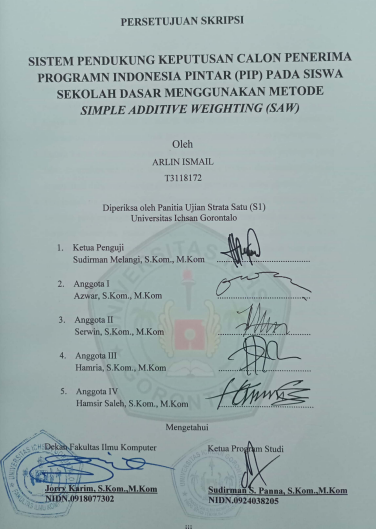 PERSETUJUAN SKRIPSI
SISTEM PENDUKUNG KEPUTUSAN CALON PENERIMA
PROGRAMN INDONESIA PINTAR (PIP) PADA SISWA
SEKOLAH DASAR MENGGUNAKAN METODE
SIMPLE ADDITIVE WEIGHTING (SAW)
Oleh
ARLIN ISMAIL
T3118172
Diperiksa oleh Panitia Ujian Strata Satu (S1)
Universitas Ichsan Gorontalo
1. Ketua Penguji
Sudirman Melangi, S.Kom., M.Kom
2. Anggota I
Azwar, S.Kom., M.Kom
3. Anggota II
Serwin, S.Kom., M.Kom
4. Anggota III
Hamria, S.Kom., M.Kom
5. Anggota IV
Hamsir Saleh, S.Kom., M.Kom
Mengetahui
Dekan Fakultas Ilmu Komputer
Ketua Program Studi
Jorry Karim, S.Kom.,M.Kom
NIDN.0918077302
Sudirman S. Panna, S.Kom.,M.Kom
NIDN.0924038205
iii